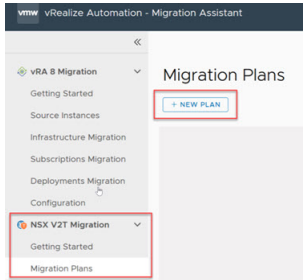 vmw vRealize Automation - Migration Assistant
«
vRA 8 Migration
Getting Started
Source Instances
Infrastructure Migration
Subscriptions Migration
Deployments Migration
Configuration
NSX V2T Migration
Getting Started
Migration Plans
Migration Plans
+ NEW PLAN